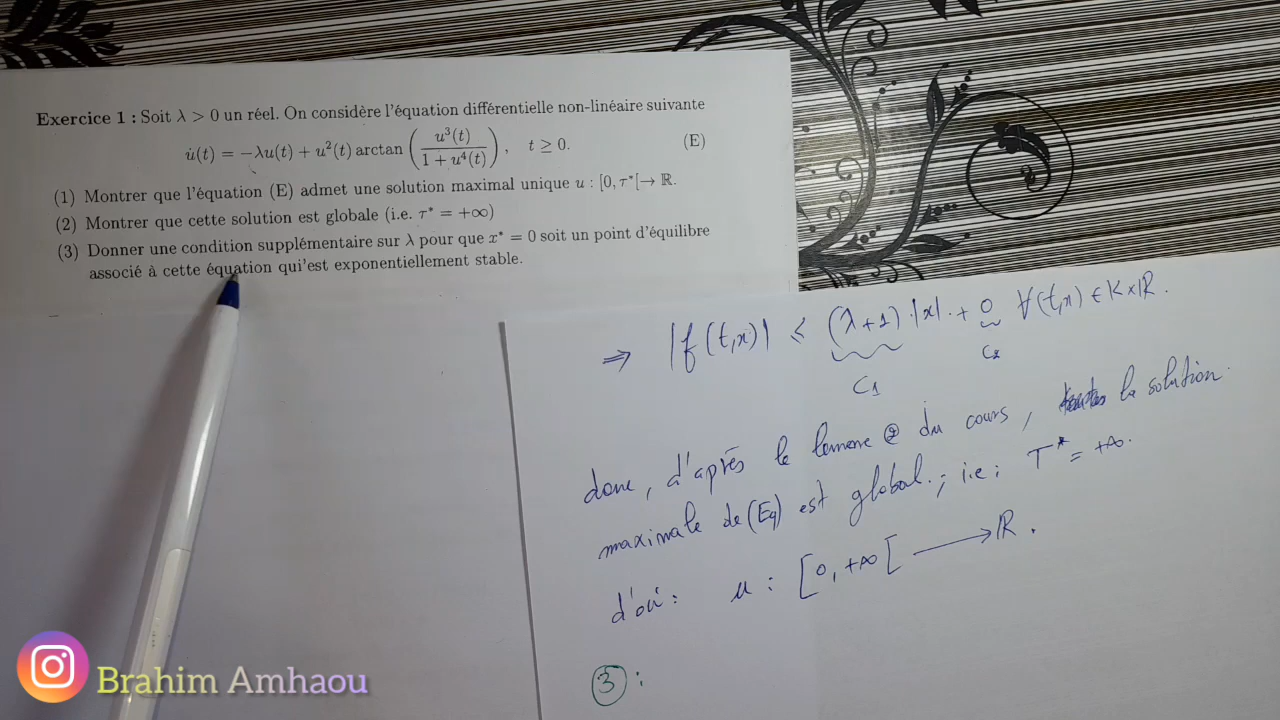 Exercice 1 : Soit λ > 0 un réel. On considère l'équation différentielle non-linéaire suivante
u̇(t) = −λu(t) + u²(t) arctan ( u³(t) / 1 + u⁴(t) ) , t ≥ 0. (E)
(1) Montrer que l'équation (E) admet une solution maximal unique u : [0, τ*[→ ℝ.
(2) Montrer que cette solution est globale (i.e. τ* = +∞)
(3) Donner une condition supplémentaire sur λ pour que x* = 0 soit un point d'équilibre
associé à cette équation qui'est exponentiellement stable.
⇒ |f(t,x)| ≤ (λ+1) |x| + 0 ∀(t,x) ∈ K×ℝ.
C₁ C₂
donc, d'après le lemme ② du cours, la solution
maximale de (Eq) est global. ; i.e : T* = +∞.
d'où : u : [0, +∞[ ⟶ ℝ.
③ :
Brahim Amhaou